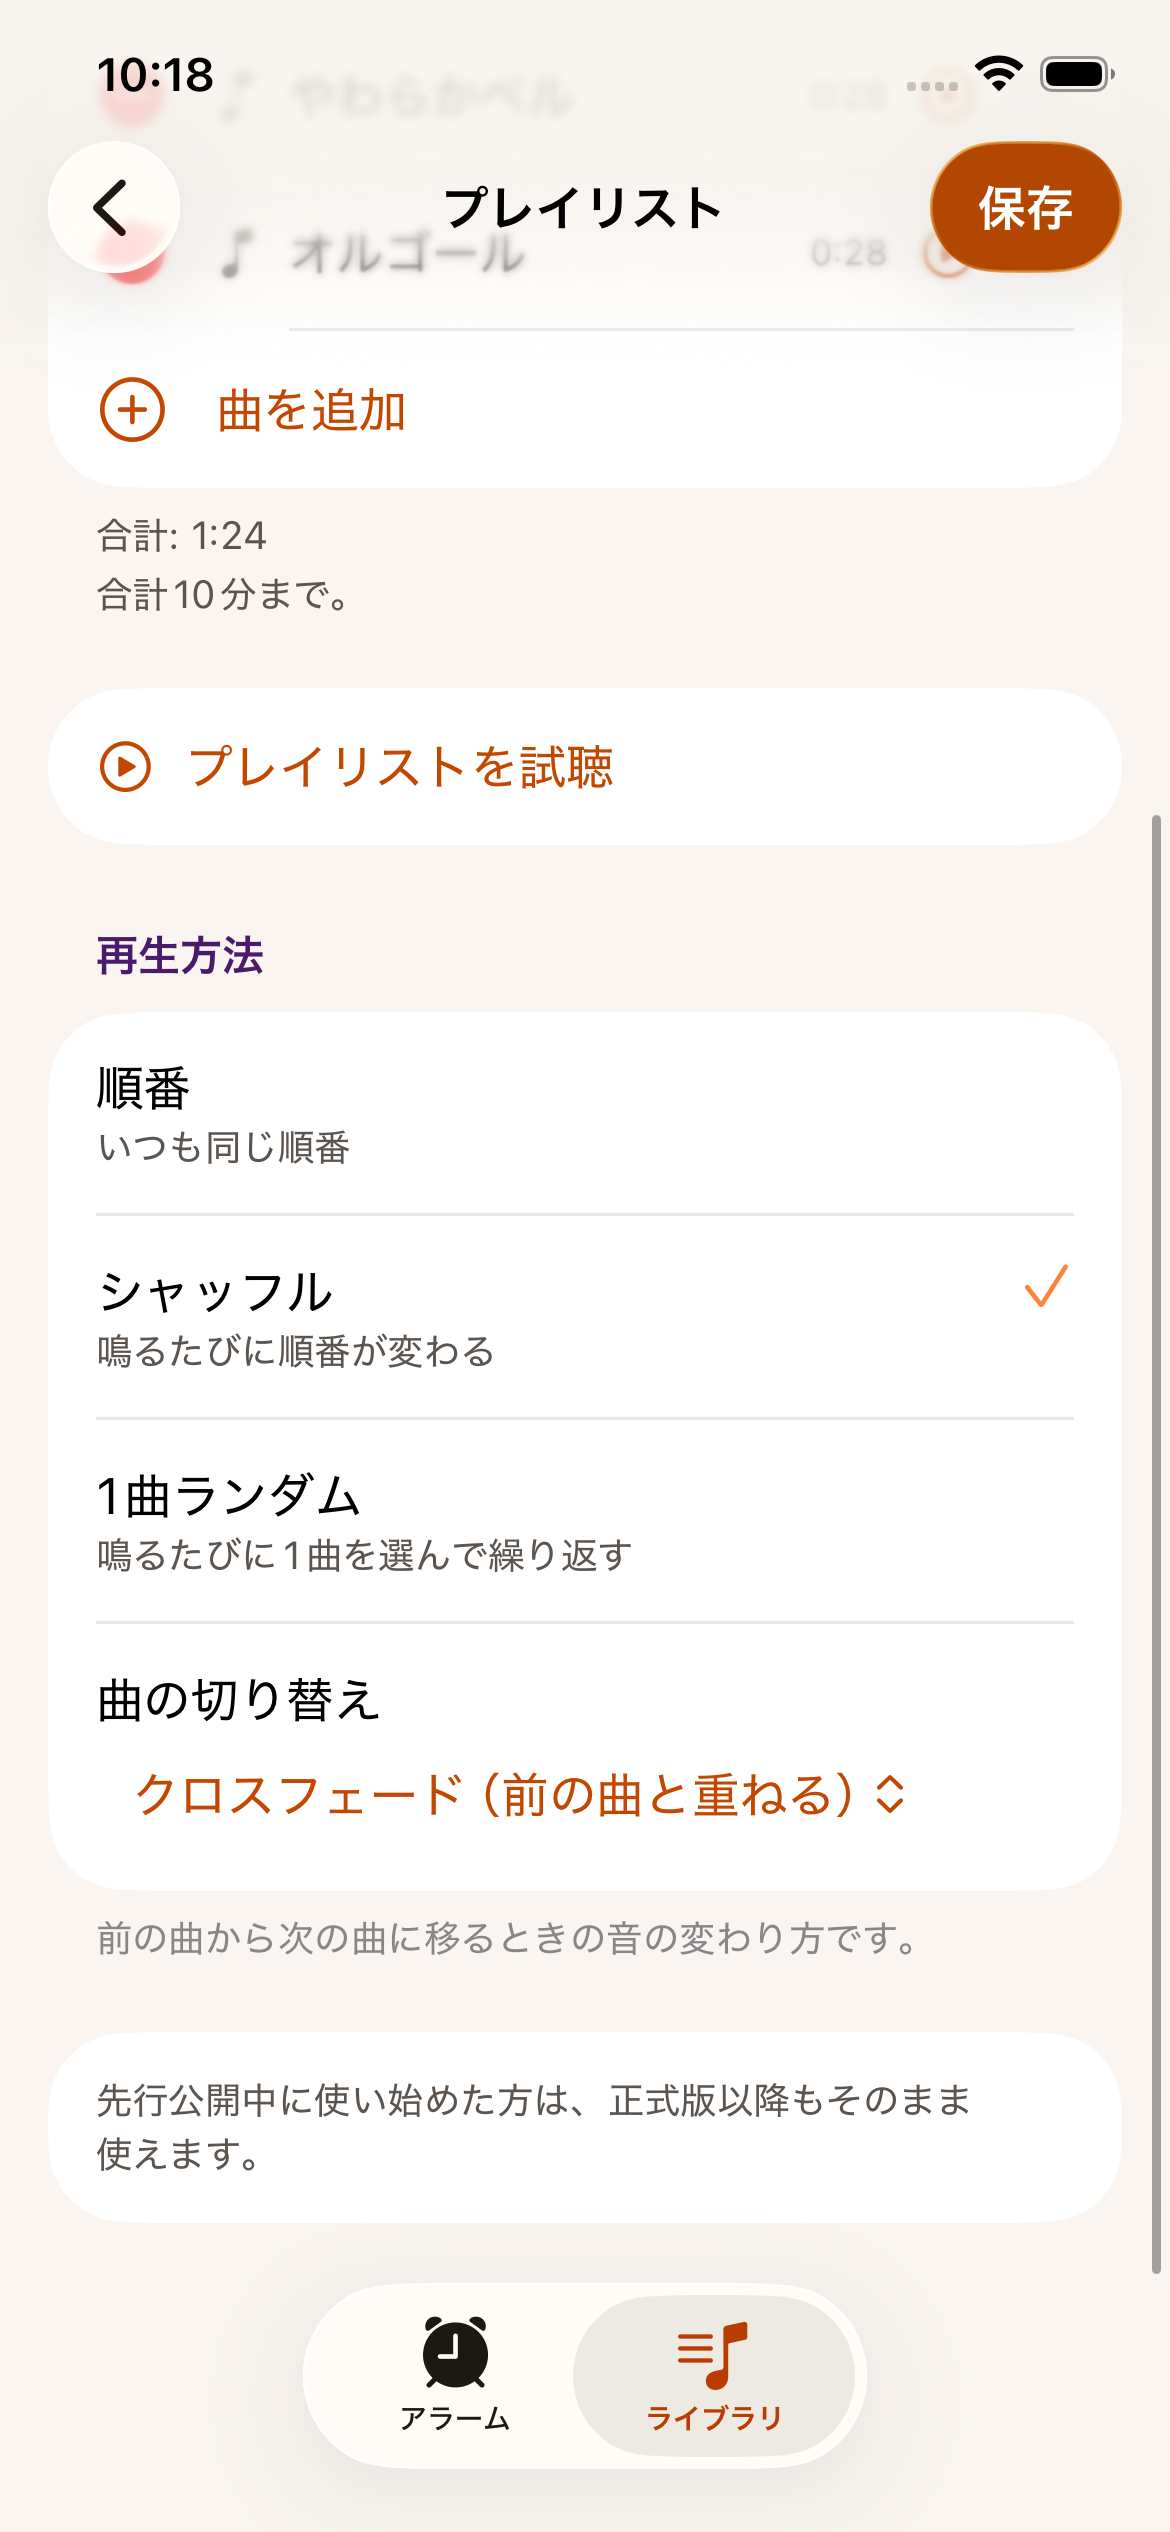 10:18
やわらかベル 0:28
プレイリスト
保存
オルゴール 0:28
曲を追加
合計: 1:24
合計10分まで。
プレイリストを試聴
再生方法
順番
いつも同じ順番
シャッフル
鳴るたびに順番が変わる
1曲ランダム
鳴るたびに1曲を選んで繰り返す
曲の切り替え
クロスフェード（前の曲と重ねる）
前の曲から次の曲に移るときの音の変わり方です。
先行公開中に使い始めた方は、正式版以降もそのまま
使えます。
アラーム
ライブラリ